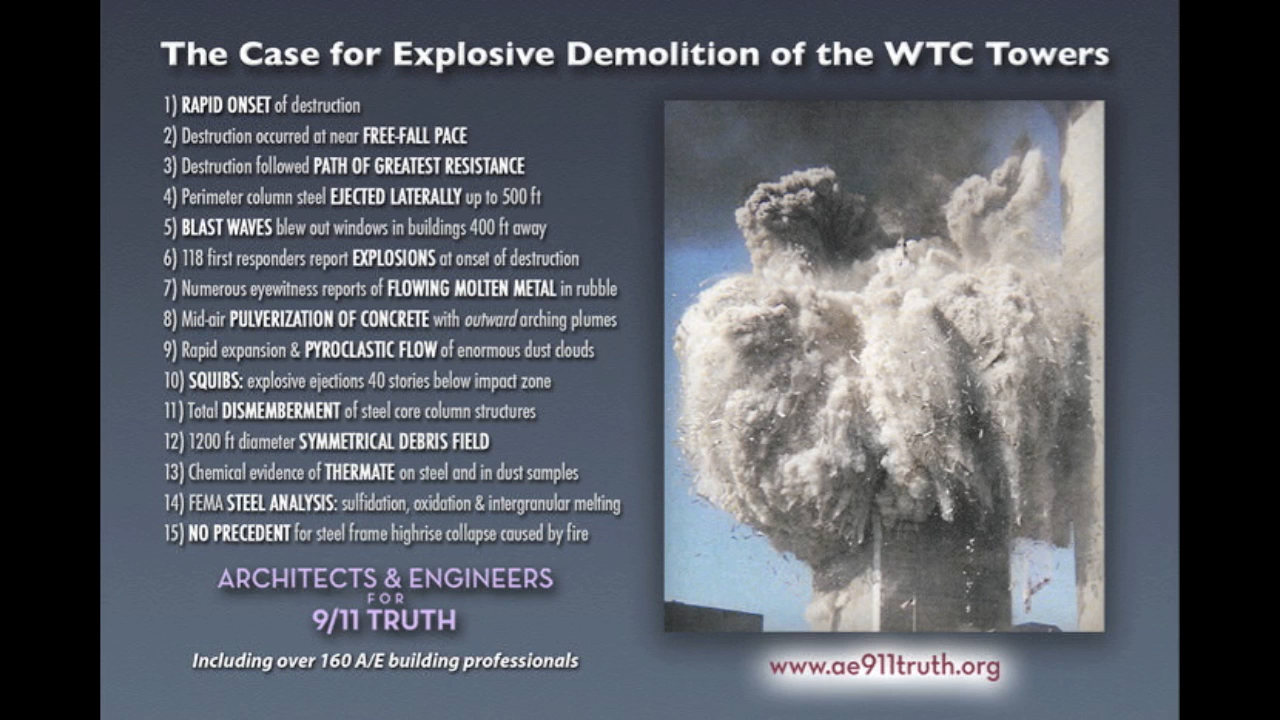 The Case for Explosive Demolition of the WTC Towers
1) RAPID ONSET of destruction
2) Destruction occurred at near FREE-FALL PACE
3) Destruction followed PATH OF GREATEST RESISTANCE
4) Perimeter column steel EJECTED LATERALLY up to 500 ft
5) BLAST WAVES blew out windows in buildings 400 ft away
6) 118 first responders report EXPLOSIONS at onset of destruction
7) Numerous eyewitness reports of FLOWING MOLTEN METAL in rubble
8) Mid-air PULVERIZATION OF CONCRETE with outward arching plumes
9) Rapid expansion & PYROCLASTIC FLOW of enormous dust clouds
10) SQUIBS: explosive ejections 40 stories below impact zone
11) Total DISMEMBERMENT of steel core column structures
12) 1200 ft diameter SYMMETRICAL DEBRIS FIELD
13) Chemical evidence of THERMATE on steel and in dust samples
14) FEMA STEEL ANALYSIS: sulfidation, oxidation & intergranular melting
15) NO PRECEDENT for steel frame highrise collapse caused by fire
ARCHITECTS & ENGINEERS
FOR
9/11 TRUTH
Including over 160 A/E building professionals
www.ae911truth.org